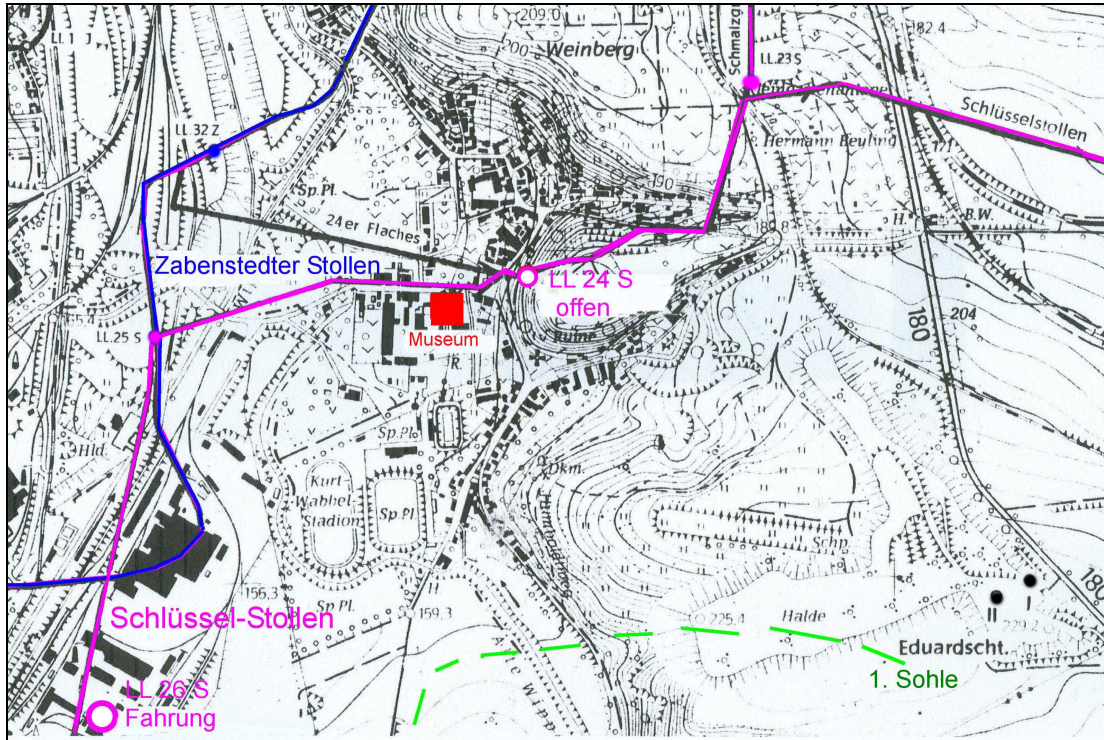 LL 1 J
209.0
200
Weinberg
Schmalzg.
LL 23 S
182.4
Schlüsselstollen
Hermann Beuling
LL 32 Z
Sp.Pl.
190
24er Flaches
H.
B.W.
189.8
Zabenstedter Stollen
LL 24 S
offen
204
180
Museum
Ruine
LL 25 S
K.
Hld.
Sp.Pl.
Kurt-
Wabbel-
Stadion
Sp.Pl.
Dkm.
Schp.
156,3
Sp.Pl.
H
159.3
Schlüssel-Stollen
225.4
Halde
I
II
180
229.2
Eduardscht.
1. Sohle
LL 26 S
Fahrung